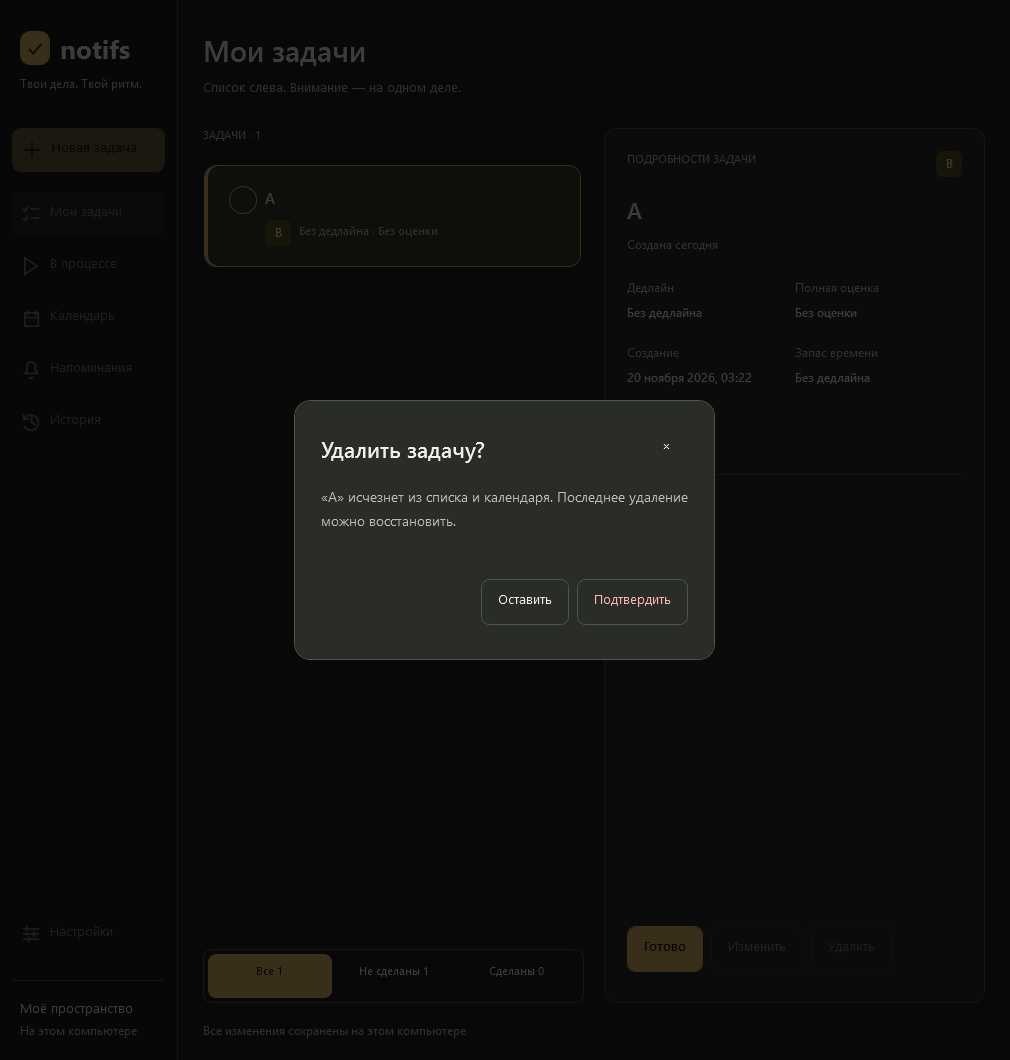 notifs
Твои дела. Твой ритм.
Новая задача
Мои задачи
В процессе
Календарь
Напоминания
История
Настройки
Моё пространство
На этом компьютере
Мои задачи
Список слева. Внимание — на одном деле.
ЗАДАЧИ · 1
А
В Без дедлайна · Без оценки
Все 1 Не сделаны 1 Сделаны 0
Все изменения сохранены на этом компьютере
ПОДРОБНОСТИ ЗАДАЧИ В
А
Создана сегодня
Дедлайн Полная оценка
Без дедлайна Без оценки
Создание Запас времени
20 ноября 2026, 03:22 Без дедлайна
Готово Изменить Удалить
Удалить задачу? ×
«А» исчезнет из списка и календаря. Последнее удаление
можно восстановить.
Оставить Подтвердить